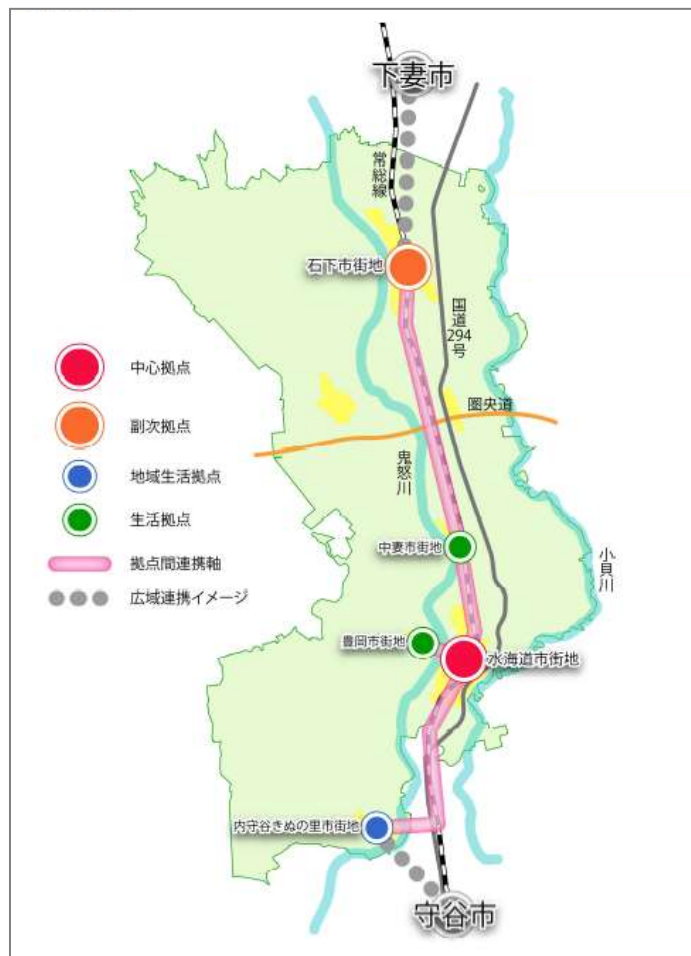 下妻市
常総線
石下市街地
国道294号
中心拠点
副次拠点
圏央道
地域生活拠点
鬼怒川
生活拠点
中妻市街地
拠点間連携軸
小貝川
広域連携イメージ
豊岡市街地
水海道市街地
内守谷きぬの里市街地
守谷市